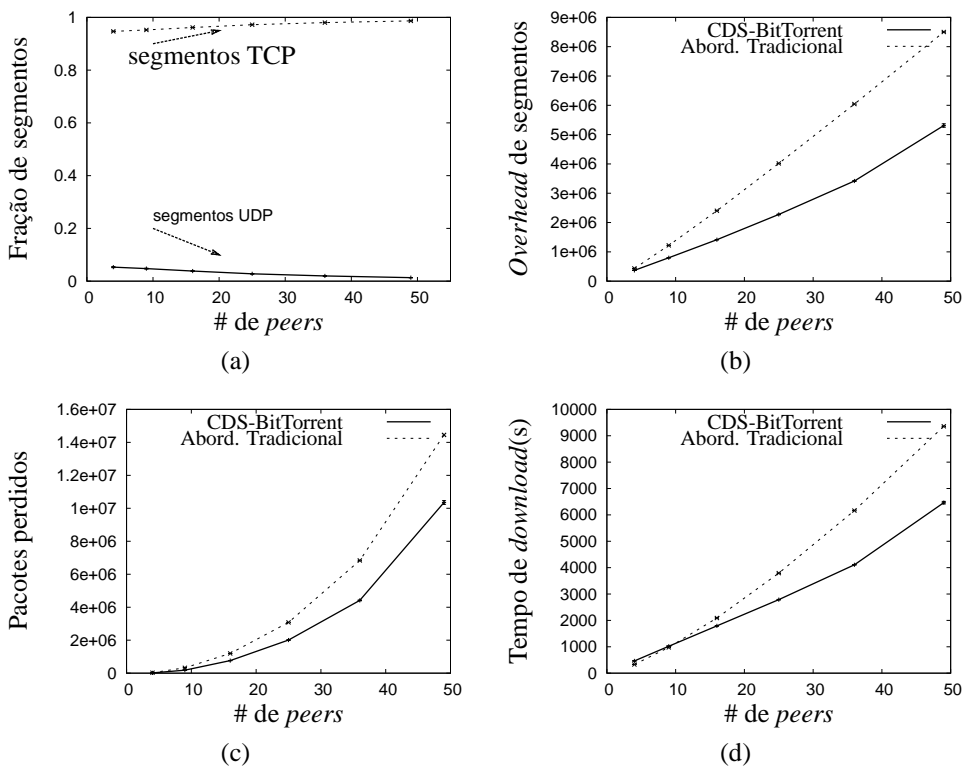 1
0.8
0.6
0.4
0.2
0
Fração de segmentos
segmentos TCP
segmentos UDP
0 10 20 30 40 50
# de peers
(a)
9e+06
8e+06
7e+06
6e+06
5e+06
4e+06
3e+06
2e+06
1e+06
0
Overhead de segmentos
CDS-BitTorrent
Abord. Tradicional
0 10 20 30 40 50
# de peers
(b)
1.6e+07
1.4e+07
1.2e+07
1e+07
8e+06
6e+06
4e+06
2e+06
0
Pacotes perdidos
CDS-BitTorrent
Abord. Tradicional
0 10 20 30 40 50
# de peers
(c)
10000
9000
8000
7000
6000
5000
4000
3000
2000
1000
0
Tempo de download(s)
CDS-BitTorrent
Abord. Tradicional
0 10 20 30 40 50
# de peers
(d)